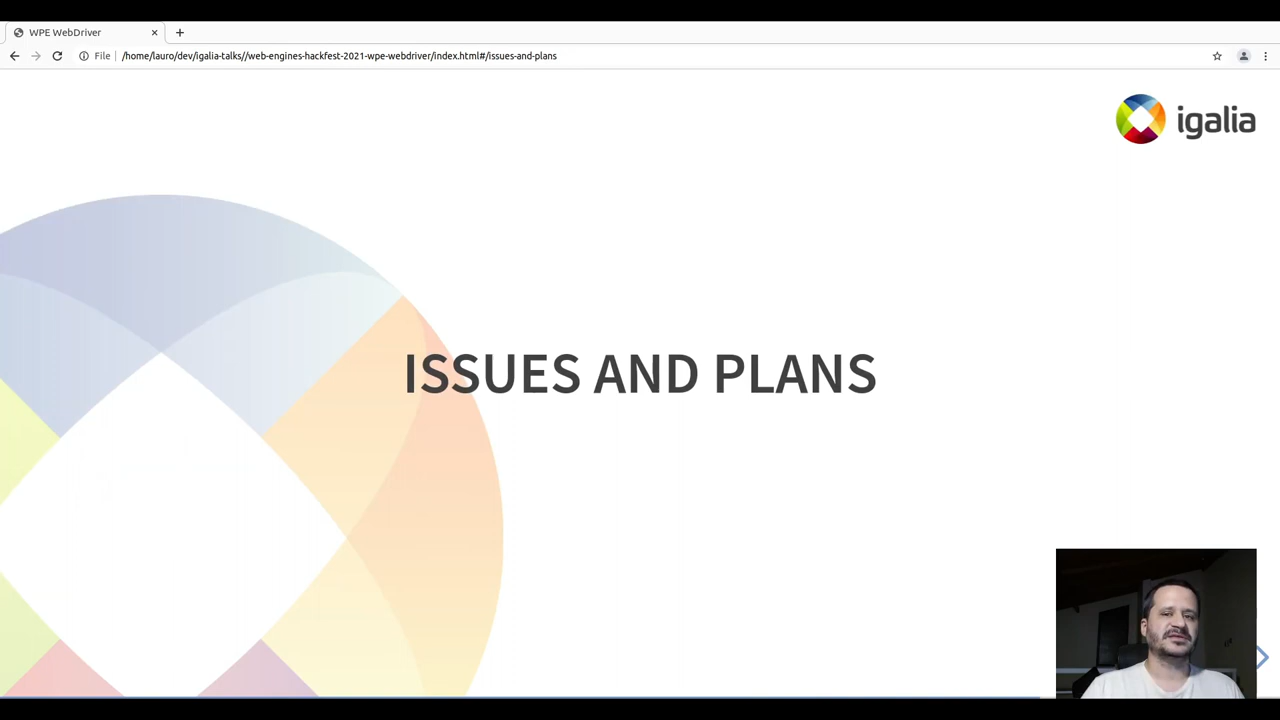 WPE WebDriver
File
/home/lauro/dev/igalia-talks//web-engines-hackfest-2021-wpe-webdriver/index.html#/issues-and-plans
igalia
ISSUES AND PLANS